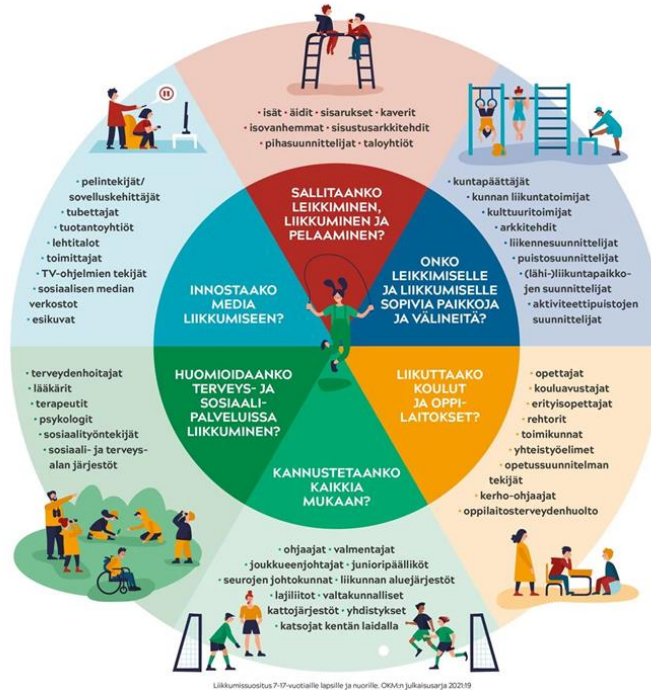 • isät • äidit • sisarukset • kaverit
• isovanhemmat • sisustusarkkitehdit
• pihasuunnittelijat • taloyhtiöt
SALLITAANKO
LEIKKIMINEN,
LIIKKUMINEN JA
PELAAMINEN?
• kuntapäättäjät
• kunnan liikuntatoimijat
• kulttuuritoimijat
• arkkitehdit
• liikennesuunnittelijat
• puistosuunnittelijat
• (lähi-)liikuntapaikko-
jen suunnittelijat
• aktiviteettipuistojen
suunnittelijat
ONKO
LEIKKIMISELLE
JA LIIKKUMISELLE
SOPIVIA PAIKKOJA
JA VÄLINEITÄ?
• opettajat
• kouluavustajat
• erityisopettajat
• rehtorit
• toimikunnat
• yhteistyöelimet
• opetussuunnitelman
tekijät
• kerho-ohjaajat
• oppilaitosterveydenhuolto
LIIKUTTAAKO
KOULUT
JA OPPI-
LAITOKSET?
KANNUSTETAANKO
KAIKKIA
MUKAAN?
• ohjaajat • valmentajat
• joukkueenjohtajat • junioripäälliköt
• seurojen johtokunnat • liikunnan aluejärjestöt
• lajiliitot • valtakunnalliset
kattojärjestöt • yhdistykset
• katsojat kentän laidalla
HUOMIOIDAANKO
TERVEYS- JA
SOSIAALI-
PALVELUISSA
LIIKKUMINEN?
• terveydenhoitajat
• lääkärit
• terapeutit
• psykologit
• sosiaalityöntekijät
• sosiaali- ja terveys-
alan järjestöt
INNOSTAAKO
MEDIA
LIIKKUMISEEN?
• pelintekijät/
sovelluskehittäjät
• tubettajat
• tuotantoyhtiöt
• lehtitalot
• toimittajat
• TV-ohjelmien tekijät
• sosiaalisen median
verkostot
• esikuvat
Liikkumissuositus 7–17-vuotiaille lapsille ja nuorille. OKM:n julkaisusarja 2021:19